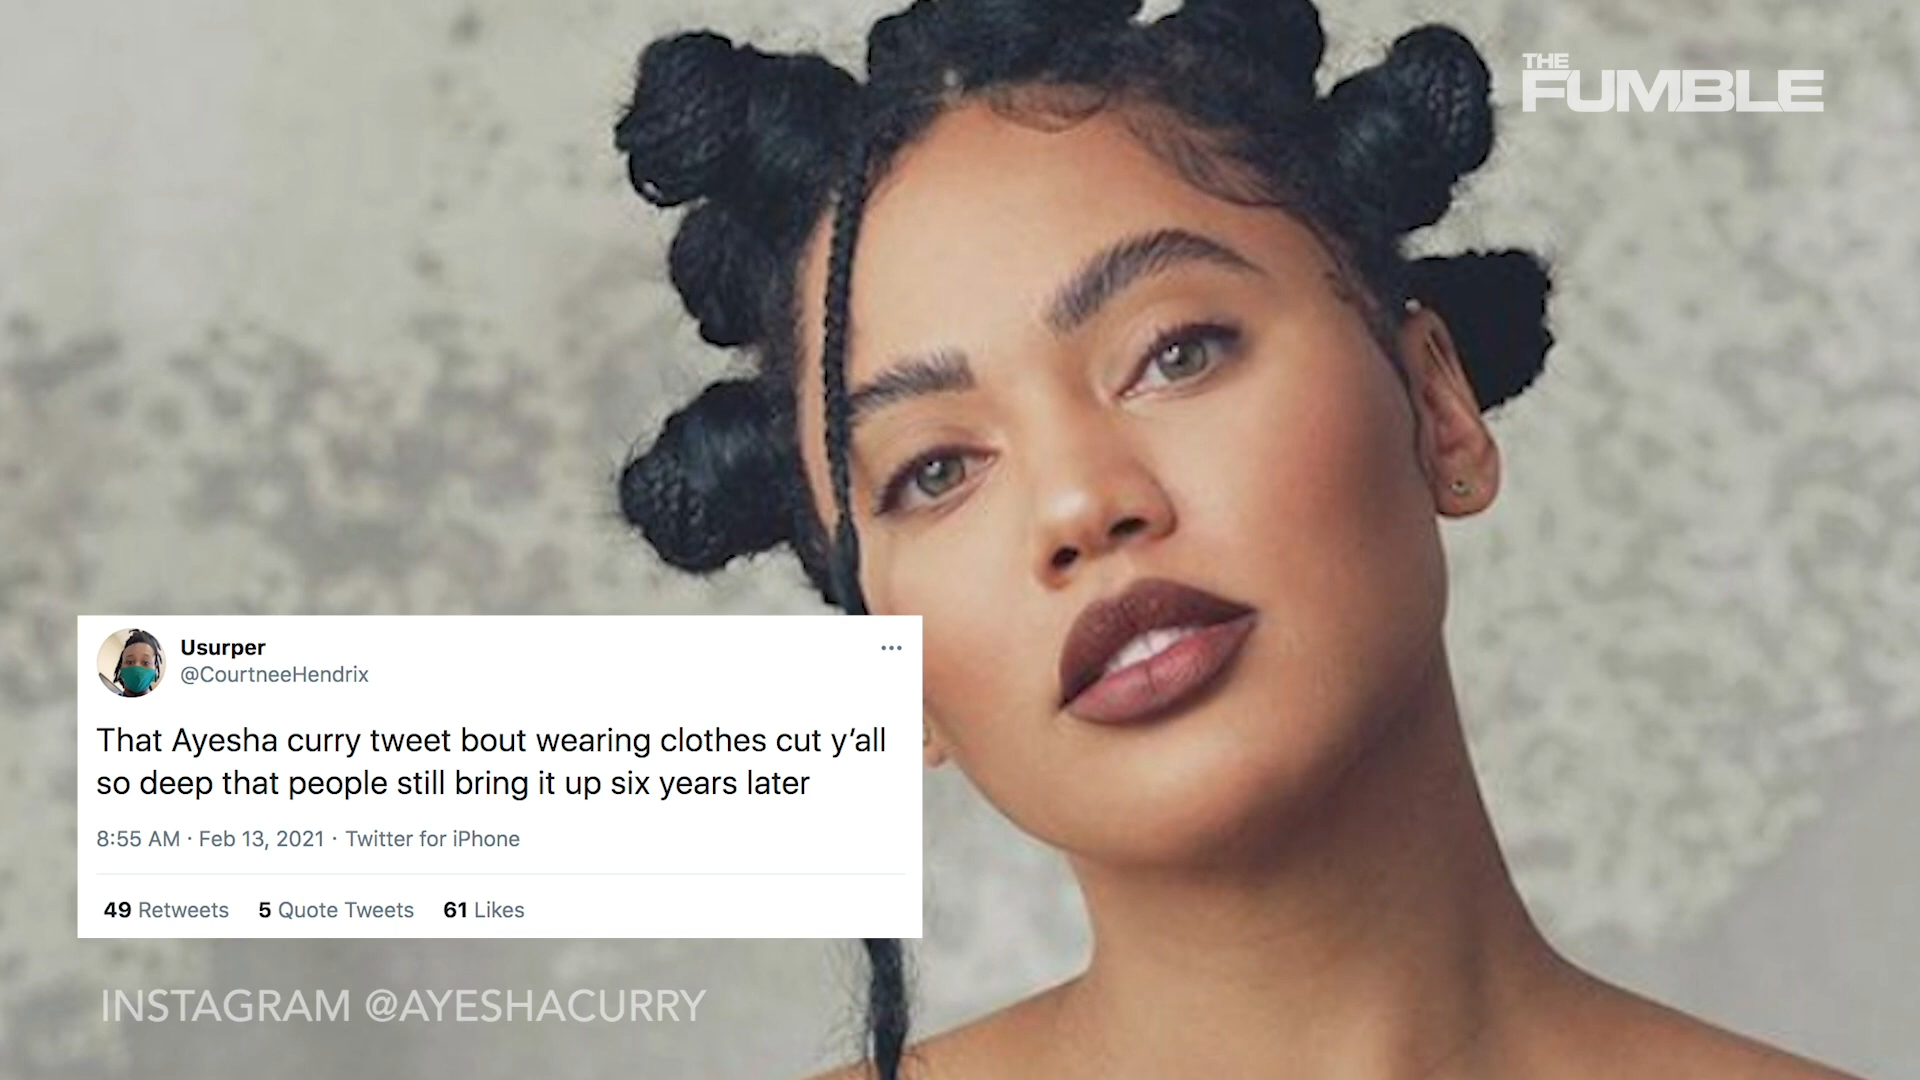 THE
FUMBLE
Usurper
@CourtneeHendrix
That Ayesha curry tweet bout wearing clothes cut y’all
so deep that people still bring it up six years later
8:55 AM · Feb 13, 2021 · Twitter for iPhone
49 Retweets 5 Quote Tweets 61 Likes
INSTAGRAM @AYESHACURRY